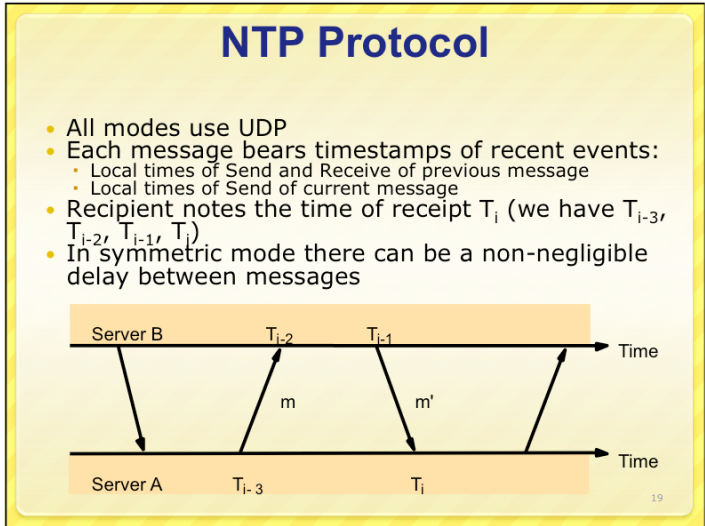 NTP Protocol
• All modes use UDP
• Each message bears timestamps of recent events:
▪ Local times of Send and Receive of previous message
▪ Local times of Send of current message
• Recipient notes the time of receipt Ti (we have Ti-3,
Ti-2, Ti-1, Ti)
• In symmetric mode there can be a non-negligible
delay between messages
Server B Ti-2 Ti-1
Time
m m'
Time
Server A Ti- 3 Ti
19